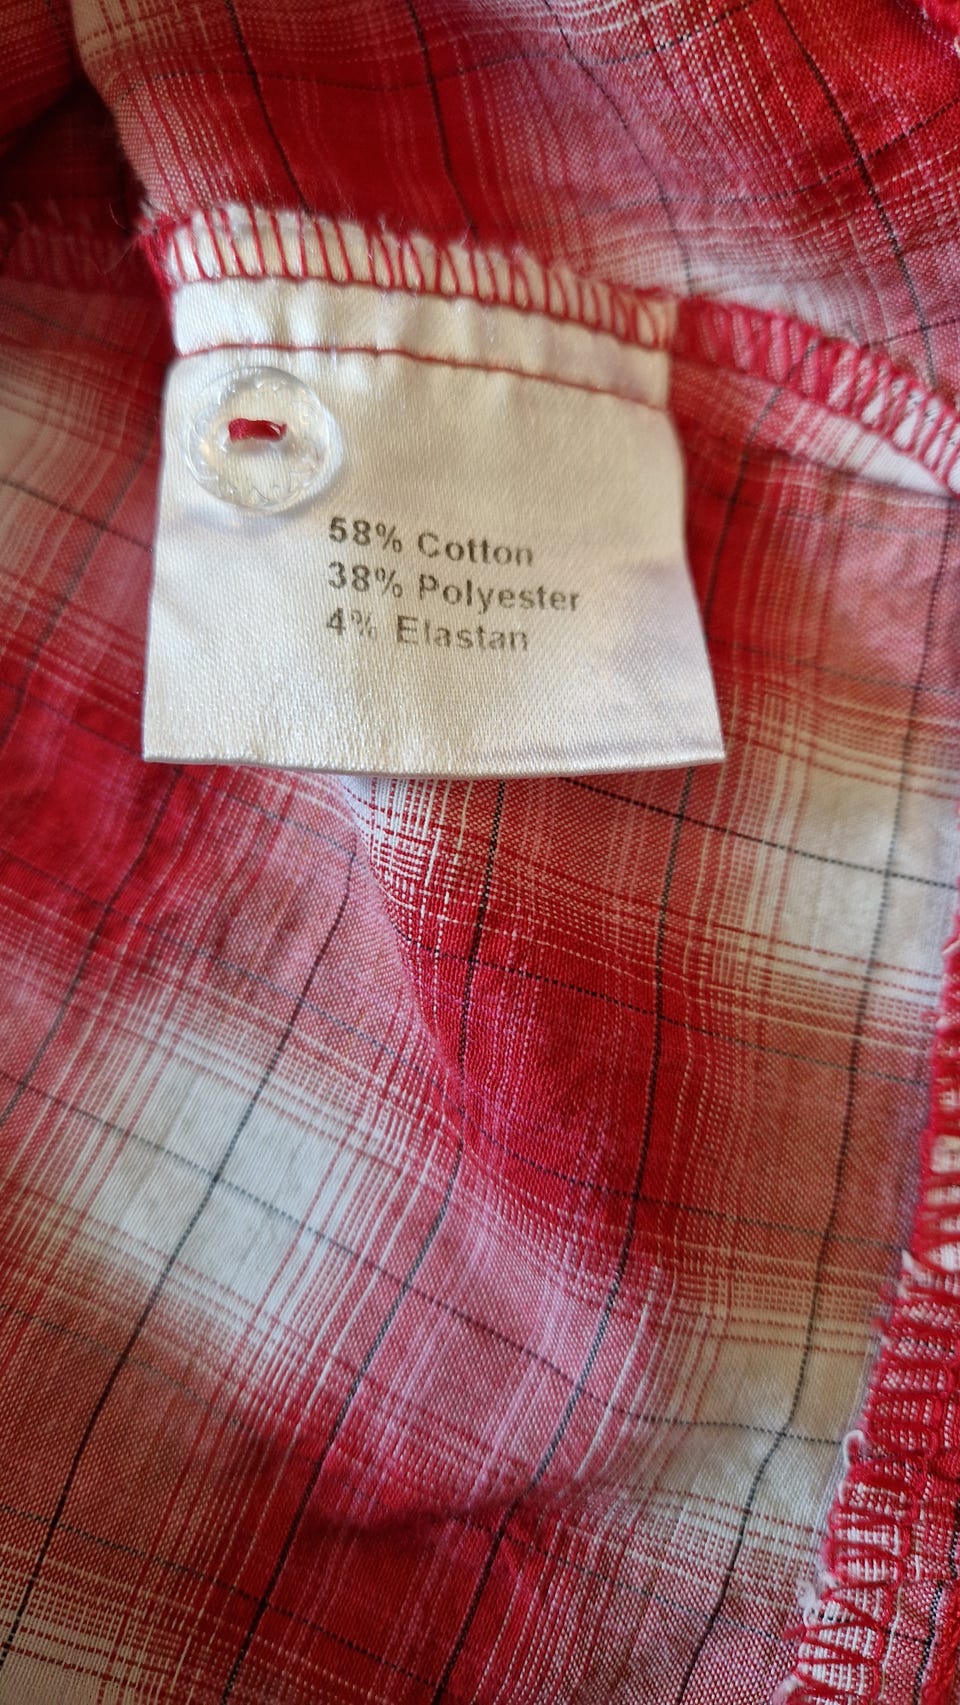 58% Cotton
38% Polyester
4% Elastan